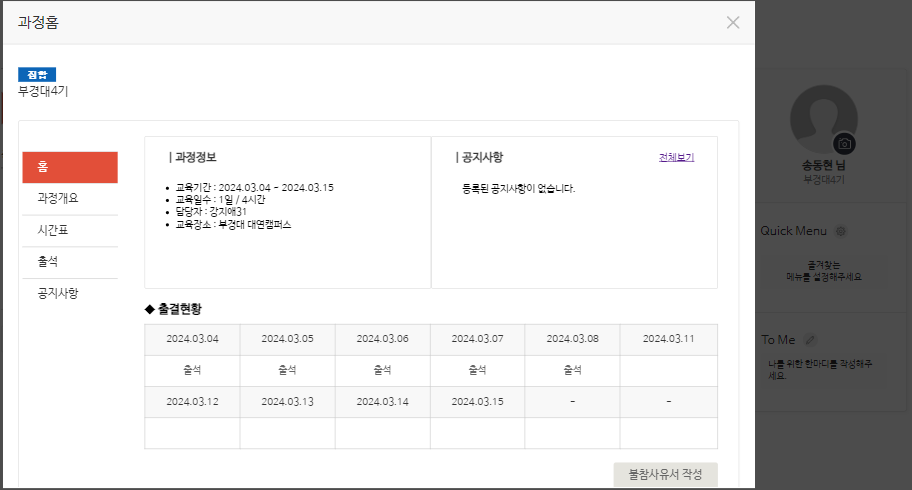 과정홈
집합
부경대4기
홈
과정개요
시간표
출석
공지사항
| 과정정보
• 교육기간 : 2024.03.04 - 2024.03.15
• 교육일수 : 1일 / 4시간
• 담당자 : 강지애31
• 교육장소 : 부경대 대연캠퍼스
| 공지사항 전체보기
등록된 공지사항이 없습니다.
◆ 출결현황
2024.03.04 2024.03.05 2024.03.06 2024.03.07 2024.03.08 2024.03.11
출석 출석 출석 출석 출석
2024.03.12 2024.03.13 2024.03.14 2024.03.15 - -
불참사유서 작성
송동현 님
부경대4기
Quick Menu
즐겨찾는
메뉴를 설정해주세요.
To Me
나를 위한 한마디를 작성해주
세요.